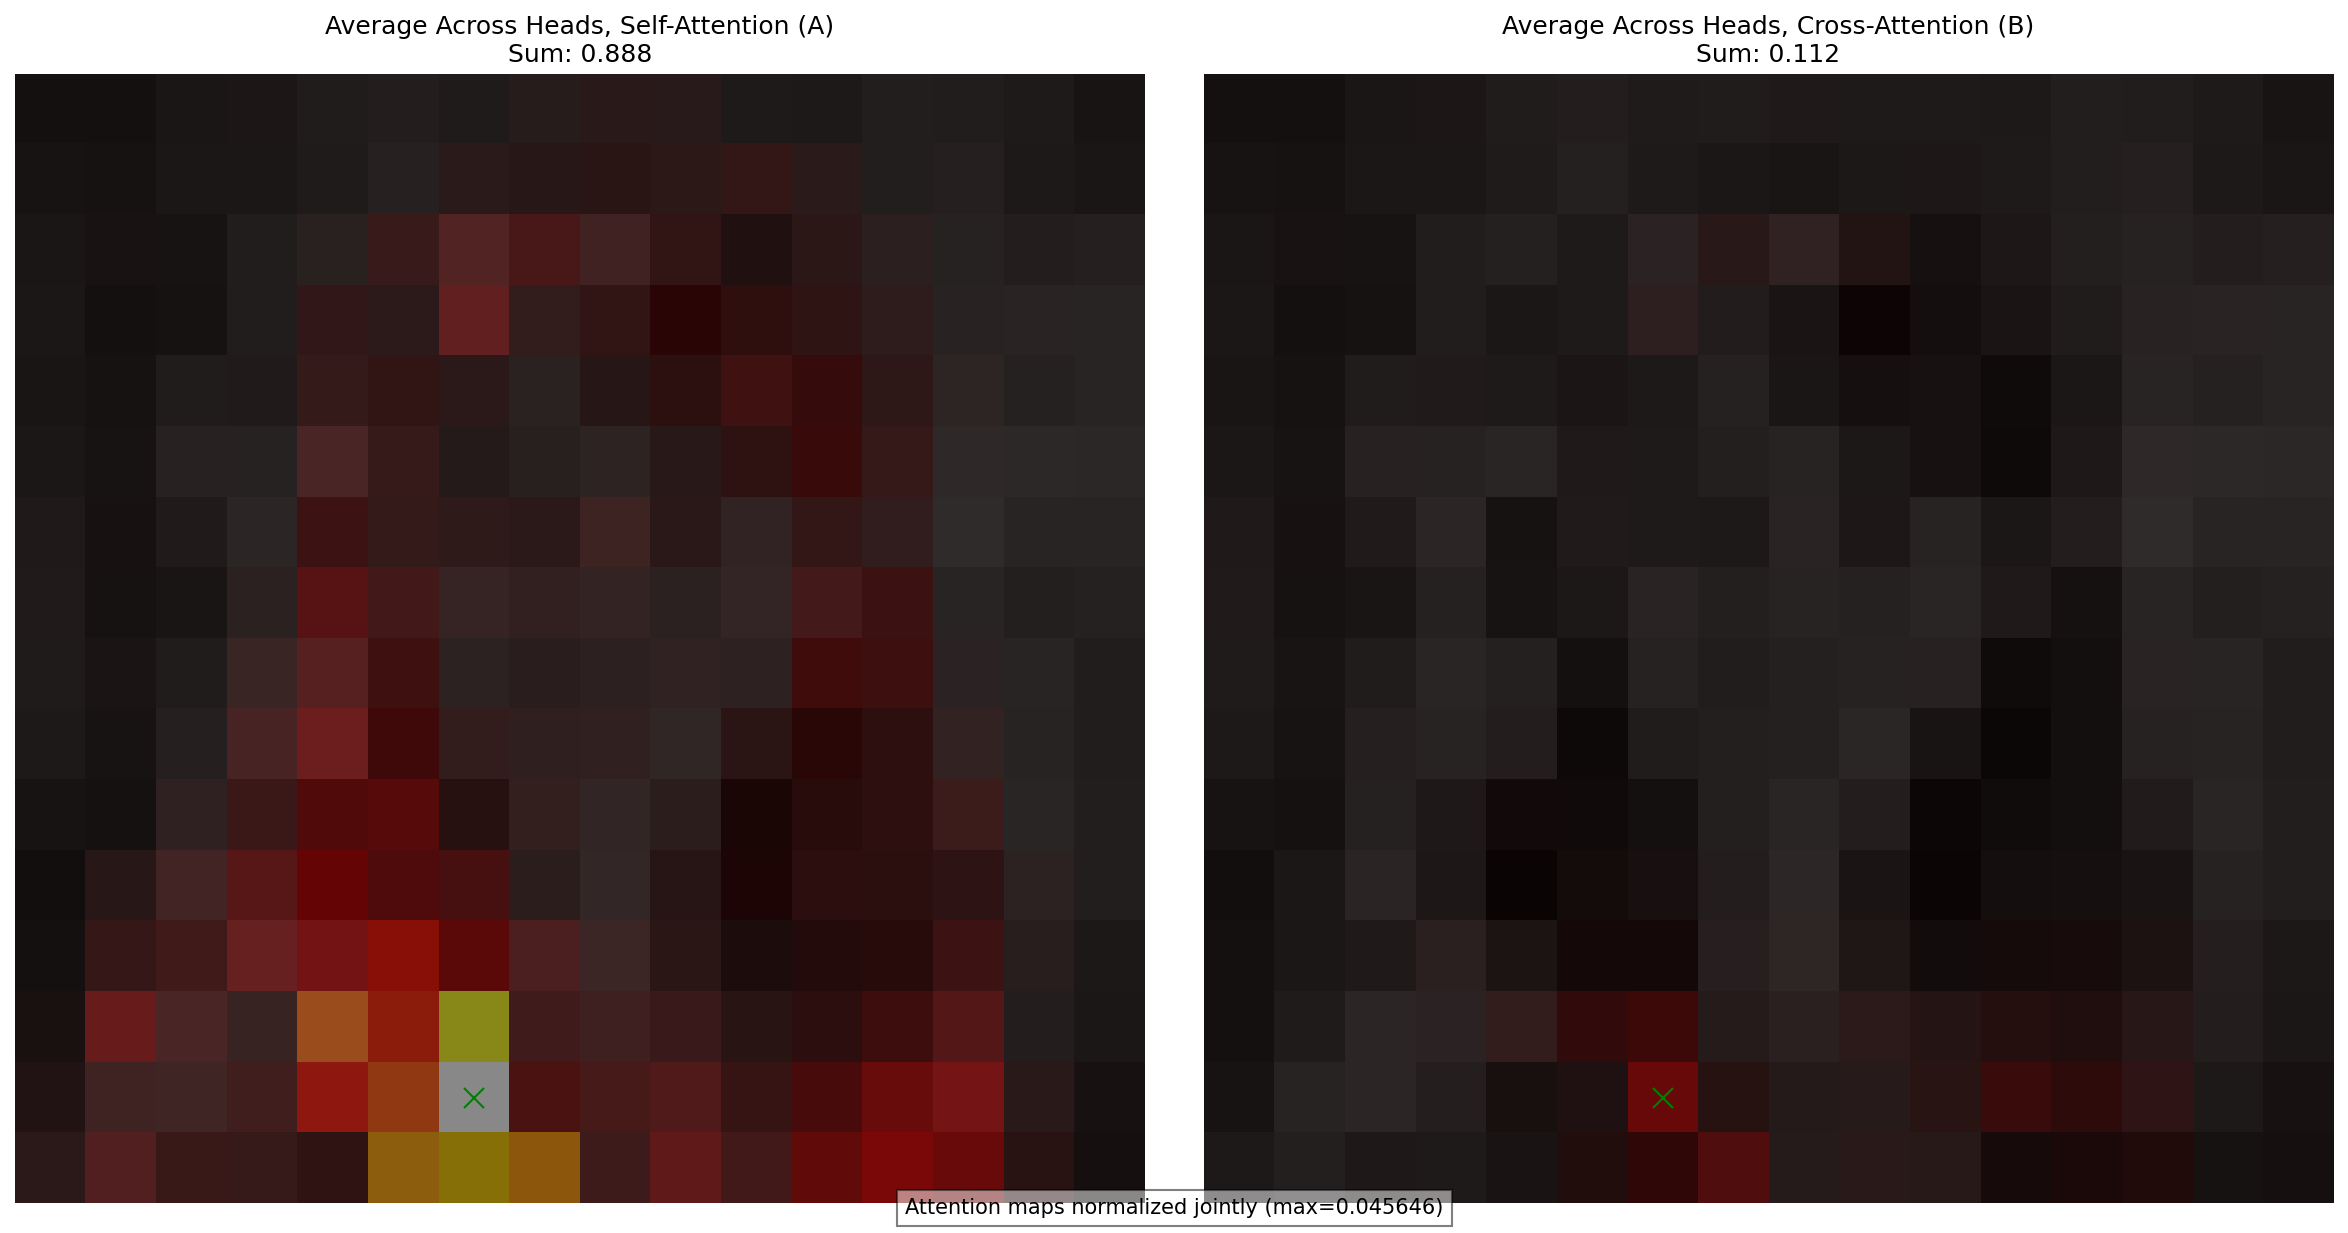 Average Across Heads, Self-Attention (A)
Sum: 0.888
Average Across Heads, Cross-Attention (B)
Sum: 0.112
Attention maps normalized jointly (max=0.045646)